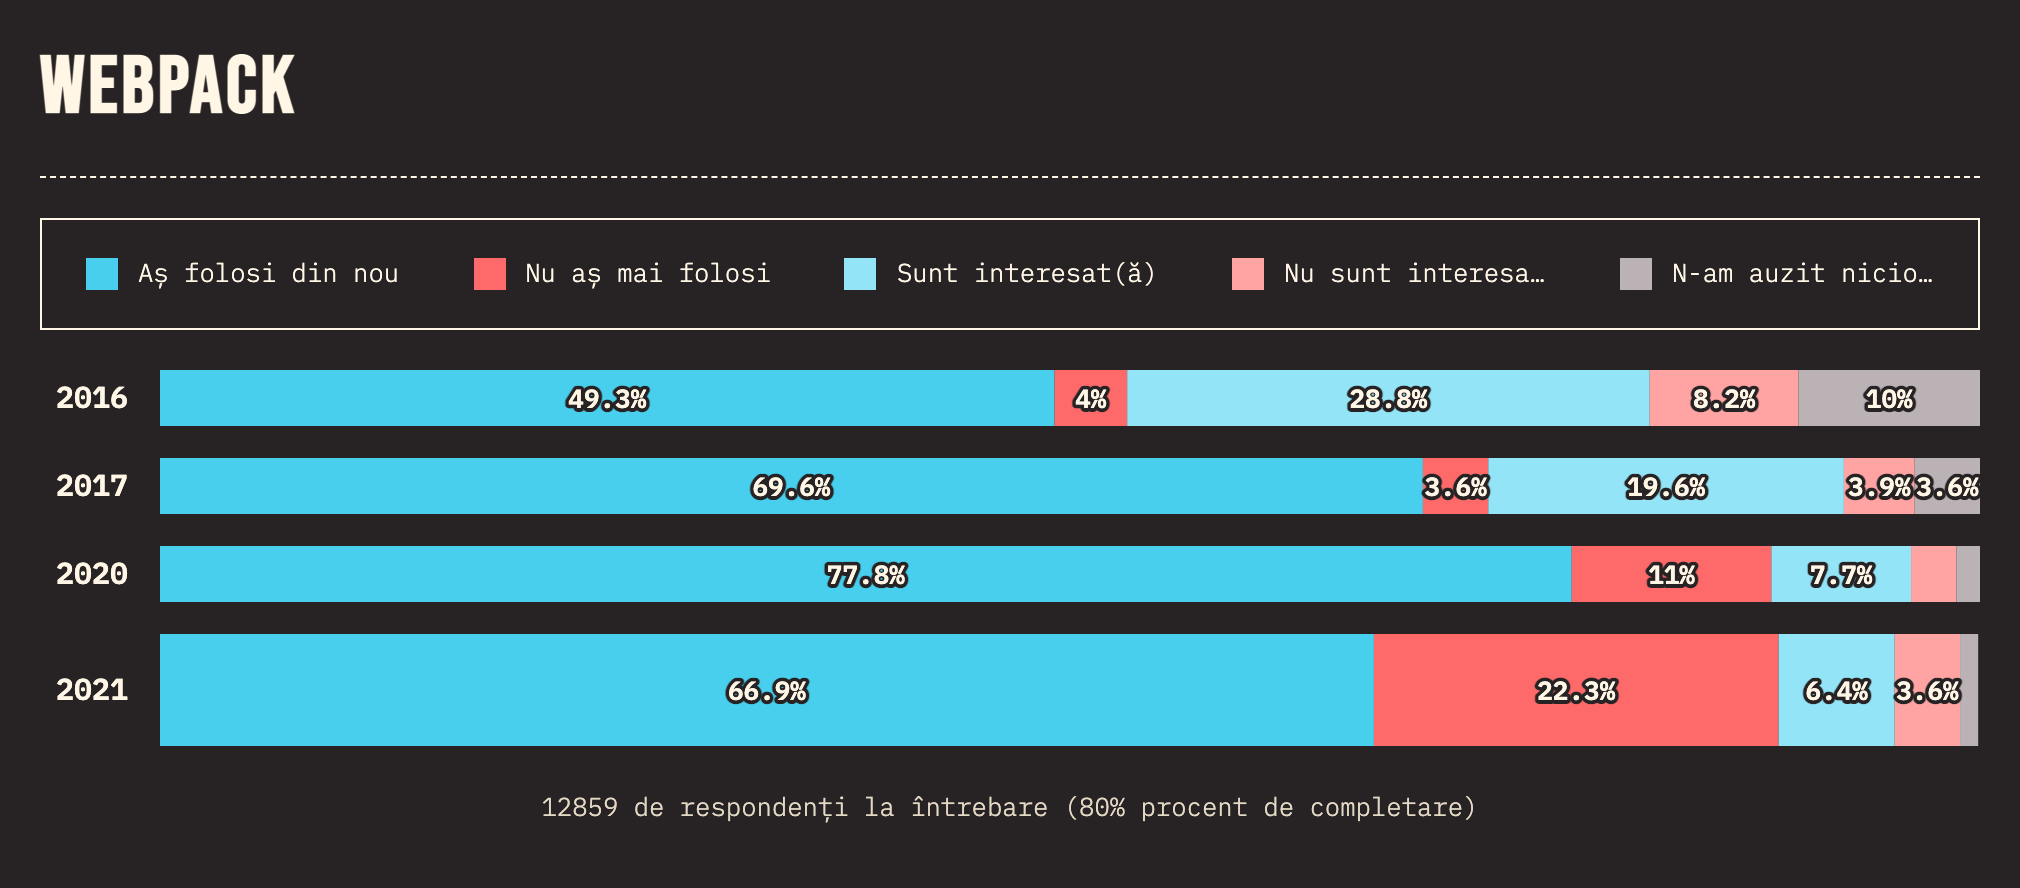 WEBPACK
Aș folosi din nou
Nu aș mai folosi
Sunt interesat(ă)
Nu sunt interesa…
N-am auzit nicio…
2016 49.3% 4% 28.8% 8.2% 10%
2017 69.6% 3.6% 19.6% 3.9% 3.6%
2020 77.8% 11% 7.7%
2021 66.9% 22.3% 6.4% 3.6%
12859 de respondenți la întrebare (80% procent de completare)